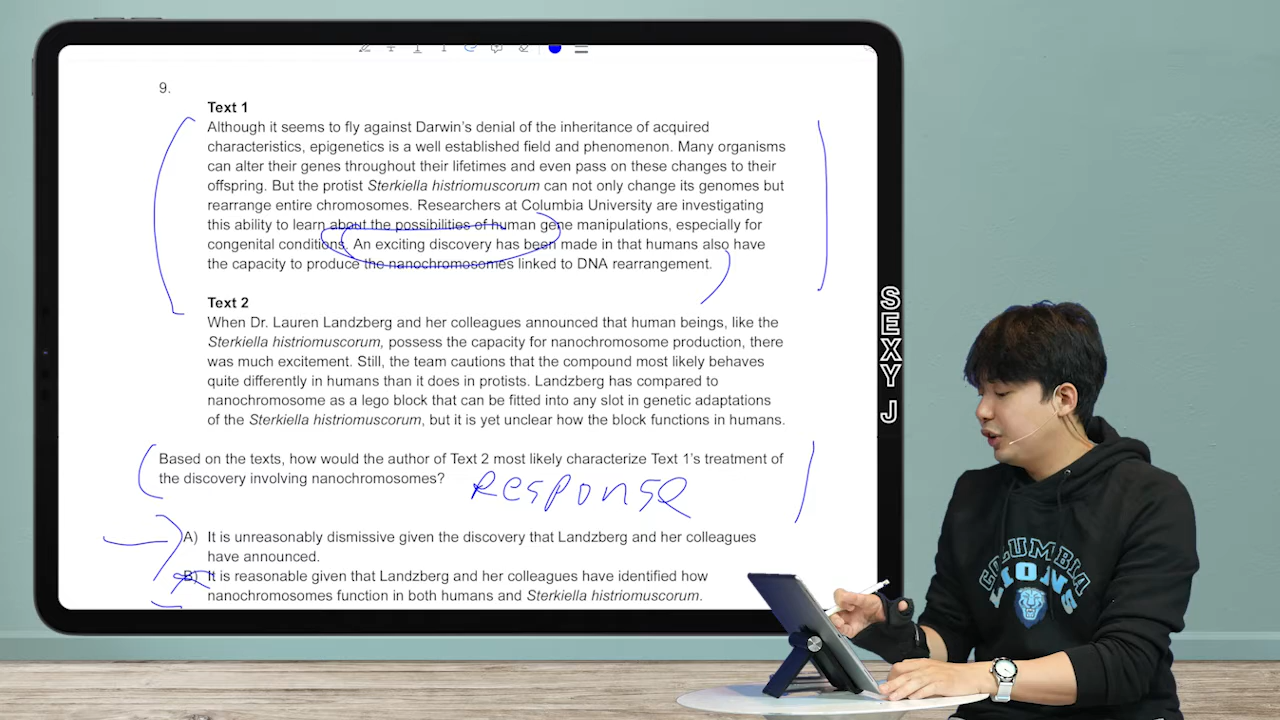 9.
Text 1
Although it seems to fly against Darwin's denial of the inheritance of acquired
characteristics, epigenetics is a well established field and phenomenon. Many organisms
can alter their genes throughout their lifetimes and even pass on these changes to their
offspring. But the protist Sterkiella histriomuscorum can not only change its genomes but
rearrange entire chromosomes. Researchers at Columbia University are investigating
this ability to learn about the possibilities of human gene manipulations, especially for
congenital conditions. An exciting discovery has been made in that humans also have
the capacity to produce the nanochromosomes linked to DNA rearrangement.
Text 2
When Dr. Lauren Landzberg and her colleagues announced that human beings, like the
Sterkiella histriomuscorum, possess the capacity for nanochromosome production, there
was much excitement. Still, the team cautions that the compound most likely behaves
quite differently in humans than it does in protists. Landzberg has compared to
nanochromosome as a lego block that can be fitted into any slot in genetic adaptations
of the Sterkiella histriomuscorum, but it is yet unclear how the block functions in humans.
Based on the texts, how would the author of Text 2 most likely characterize Text 1's treatment of
the discovery involving nanochromosomes?
Response
A) It is unreasonably dismissive given the discovery that Landzberg and her colleagues
have announced.
B) It is reasonable given that Landzberg and her colleagues have identified how
nanochromosomes function in both humans and Sterkiella histriomuscorum.
SEXY J
COLUMBIA
LIONS